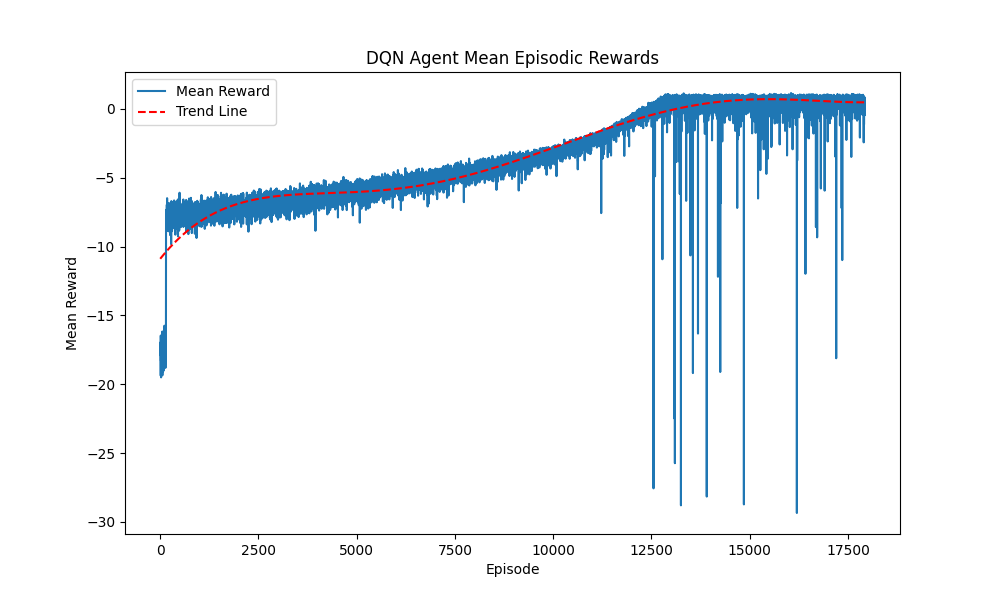 DQN Agent Mean Episodic Rewards
Mean Reward
Trend Line
0
−5
−10
−15
−20
−25
−30
Mean Reward
0 2500 5000 7500 10000 12500 15000 17500
Episode